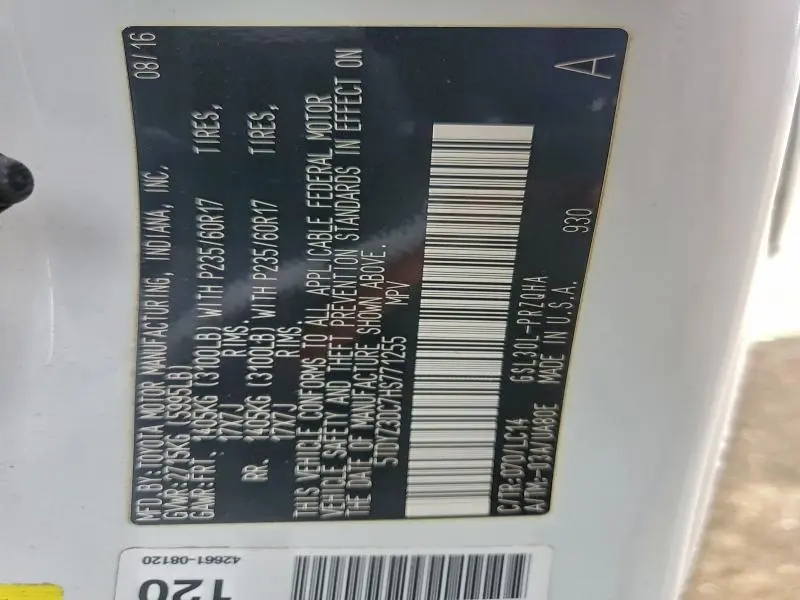 MFD BY:TOYOTA MOTOR MANUFACTURING, INDIANA, INC. 08/16
GVWR:2715KG (5995LB)
GAWR:FRT. 1405KG (3100LB) WITH P235/60R17 TIRES,
17X7J RIMS.
RR. 1405KG (3100LB) WITH P235/60R17 TIRES,
17X7J RIMS.
THIS VEHICLE CONFORMS TO ALL APPLICABLE FEDERAL MOTOR
VEHICLE SAFETY AND THEFT PREVENTION STANDARDS IN EFFECT ON
THE DATE OF MANUFACTURE SHOWN ABOVE.
5TDYZ3DC7HS771255 MPV
C/TR:070/LC14 GSL30L-PRZQHA
A/TM: MADE IN U.S.A. 930
A
42661-08120
120